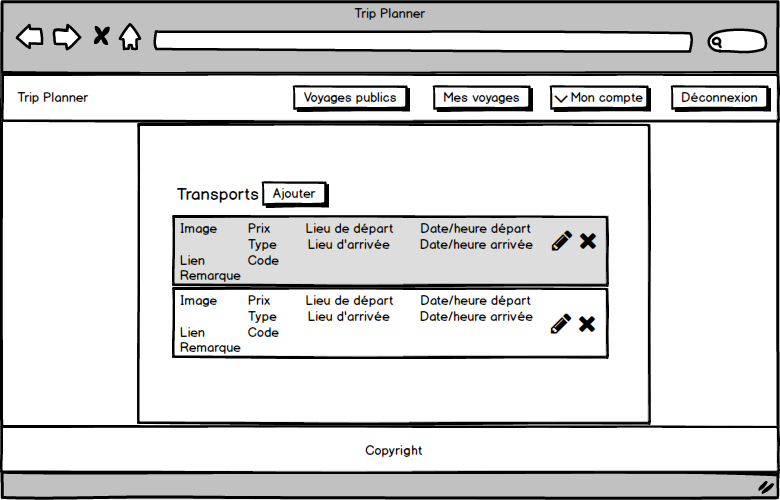 Trip Planner
Trip Planner
Voyages publics
Mes voyages
Mon compte
Déconnexion
Transports
Ajouter
Image Prix Lieu de départ Date/heure départ
Type Lieu d'arrivée Date/heure arrivée
Lien Code
Remarque
Image Prix Lieu de départ Date/heure départ
Type Lieu d'arrivée Date/heure arrivée
Lien Code
Remarque
Copyright